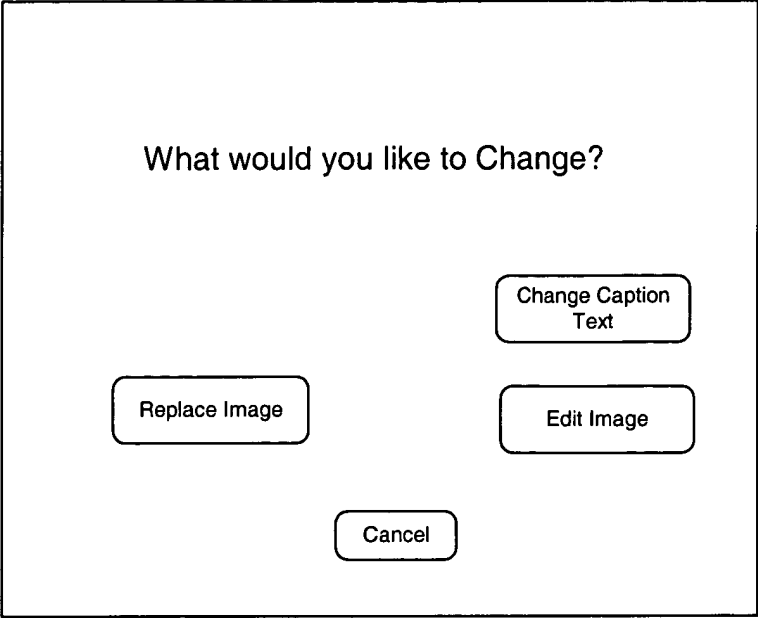 What would you like to Change?
Change Caption
Text
Replace Image
Edit Image
Cancel